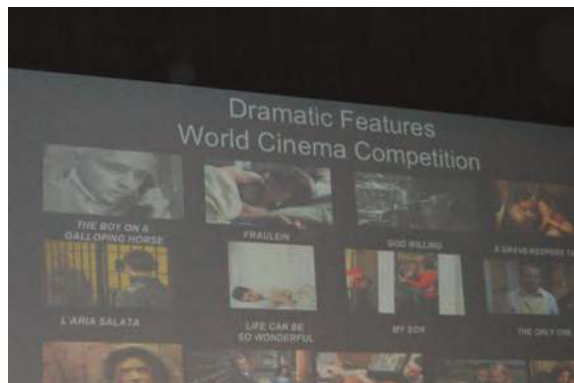 Dramatic Features
World Cinema Competition
THE BOY ON A
GALLOPING HORSE
FRAULEIN
GOD WILLING
A GRAVE-KEEPERS
L'ARIA SALATA
LIFE CAN BE
SO WONDERFUL
MY SON
THE ONLY ONE